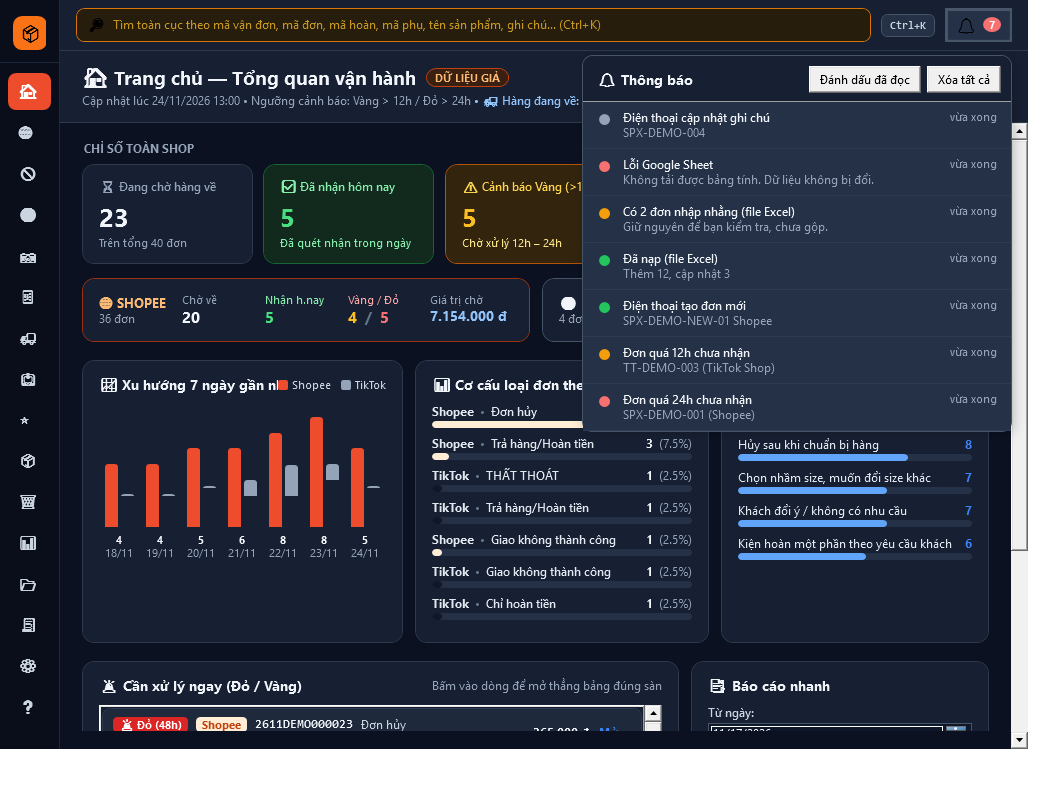 Tìm toàn cục theo mã vận đơn, mã đơn, mã hoàn, mã phụ, tên sản phẩm, ghi chú... (Ctrl+K)
Ctrl+K
7
Trang chủ — Tổng quan vận hành
DỮ LIỆU GIẢ
Cập nhật lúc 24/11/2026 13:00 • Ngưỡng cảnh báo: Vàng > 12h / Đỏ > 24h •
Hàng đang về:
Thông báo
Đánh dấu đã đọc
Xóa tất cả
Điện thoại cập nhật ghi chú
vừa xong
SPX-DEMO-004
Lỗi Google Sheet
vừa xong
Không tải được bảng tính. Dữ liệu không bị đổi.
Có 2 đơn nhập nhằng (file Excel)
vừa xong
Giữ nguyên để bạn kiểm tra, chưa gộp.
Đã nạp (file Excel)
vừa xong
Thêm 12, cập nhật 3
Điện thoại tạo đơn mới
vừa xong
SPX-DEMO-NEW-01 Shopee
Đơn quá 12h chưa nhận
vừa xong
TT-DEMO-003 (TikTok Shop)
Đơn quá 24h chưa nhận
vừa xong
SPX-DEMO-001 (Shopee)
CHỈ SỐ TOÀN SHOP
Đang chờ hàng về
23
Trên tổng 40 đơn
Đã nhận hôm nay
5
Đã quét nhận trong ngày
Cảnh báo Vàng (>1
5
Chờ xử lý 12h – 24h
SHOPEE
36 đơn
Chờ về
20
Nhận h.nay
5
Vàng / Đỏ
4 / 5
Giá trị chờ
7.154.000 đ
4 đơ
Xu hướng 7 ngày gần n
Shopee
TikTok
4
18/11
4
19/11
5
20/11
6
21/11
8
22/11
8
23/11
5
24/11
Cơ cấu loại đơn the
Shopee • Đơn hủy
Shopee • Trả hàng/Hoàn tiền 3 (7.5%)
TikTok • THẤT THOÁT 1 (2.5%)
TikTok • Trả hàng/Hoàn tiền 1 (2.5%)
Shopee • Giao không thành công 1 (2.5%)
TikTok • Giao không thành công 1 (2.5%)
TikTok • Chỉ hoàn tiền 1 (2.5%)
Hủy sau khi chuẩn bị hàng 8
Chọn nhầm size, muốn đổi size khác 7
Khách đổi ý / không có nhu cầu 7
Kiện hoàn một phần theo yêu cầu khách 6
Cần xử lý ngay (Đỏ / Vàng)
Bấm vào dòng để mở thẳng bảng đúng sàn
Đỏ (48h)
Shopee
2611DEMO000023
Đơn hủy
Báo cáo nhanh
Từ ngày: